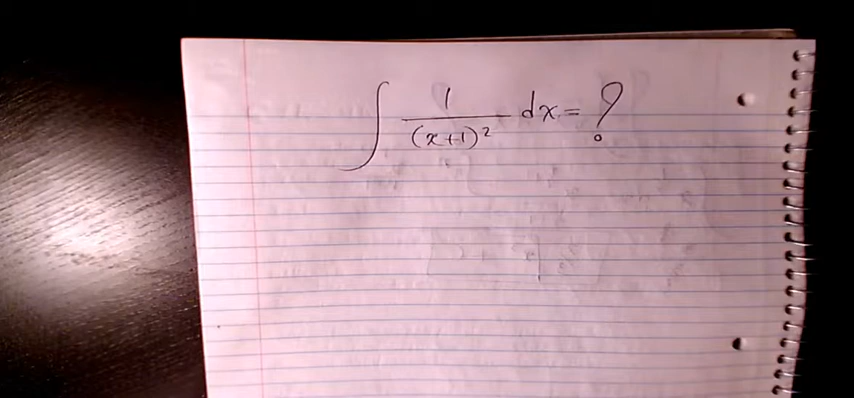 ∫ 1/(x+1)² dx = ?